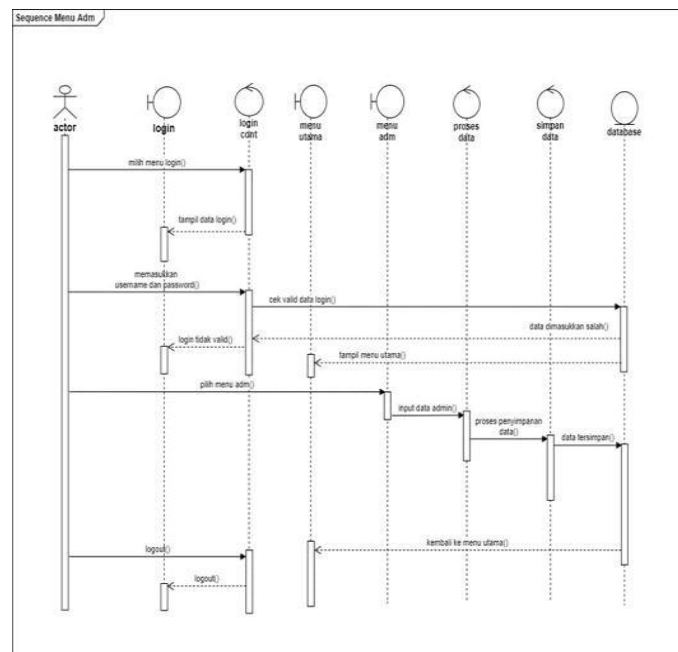 Sequence Menu Adm
actor
login
login
cont
menu
utama
menu
adm
proses
data
simpan
data
database
milih menu login()
tampil data login()
memasukkan
username dan password()
cek valid data login()
data dimasukkan salah()
login tidak valid()
tampil menu utama()
pilih menu adm()
input data admin()
proses penyimpanan
data()
data tersimpan()
kembali ke menu utama()
logout()
logout()